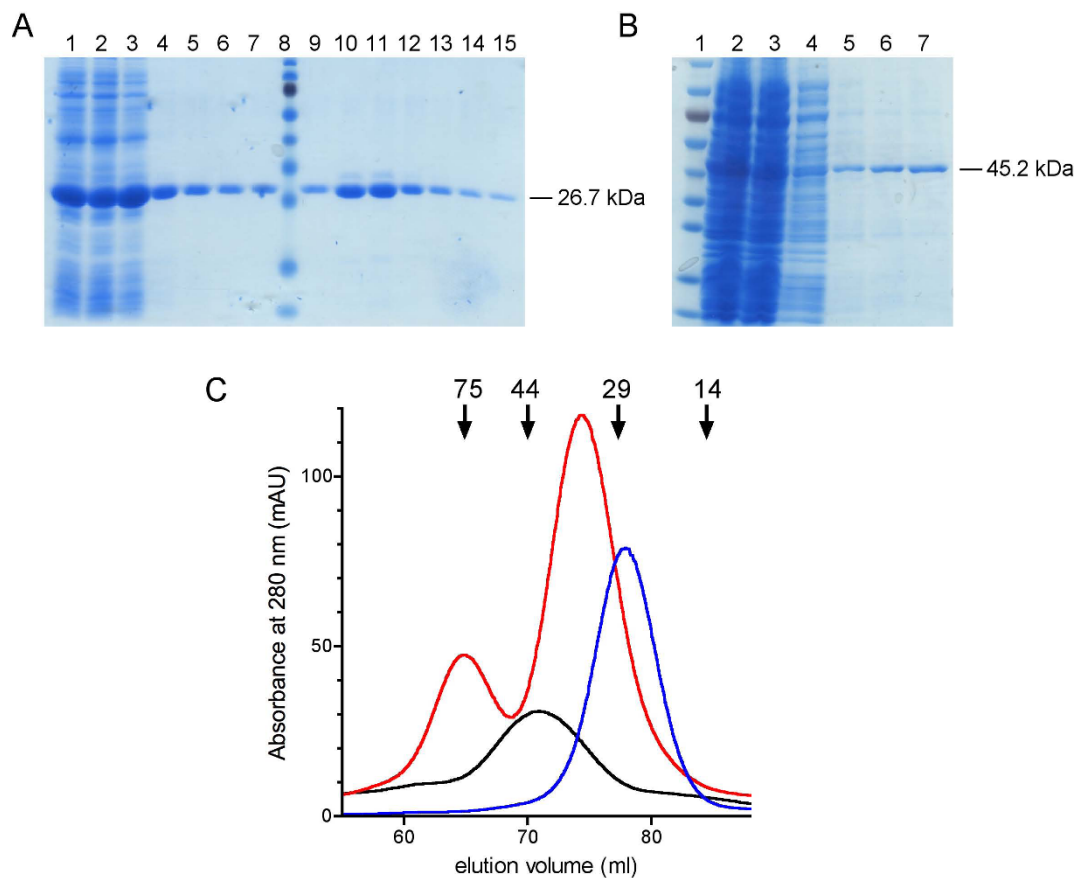 A
1 2 3 4 5 6 7 8 9 10 11 12 13 14 15
26.7 kDa
B
1 2 3 4 5 6 7
45.2 kDa
C
75 44 29 14
Absorbance at 280 nm (mAU)
100
50
0
60 70 80
elution volume (ml)